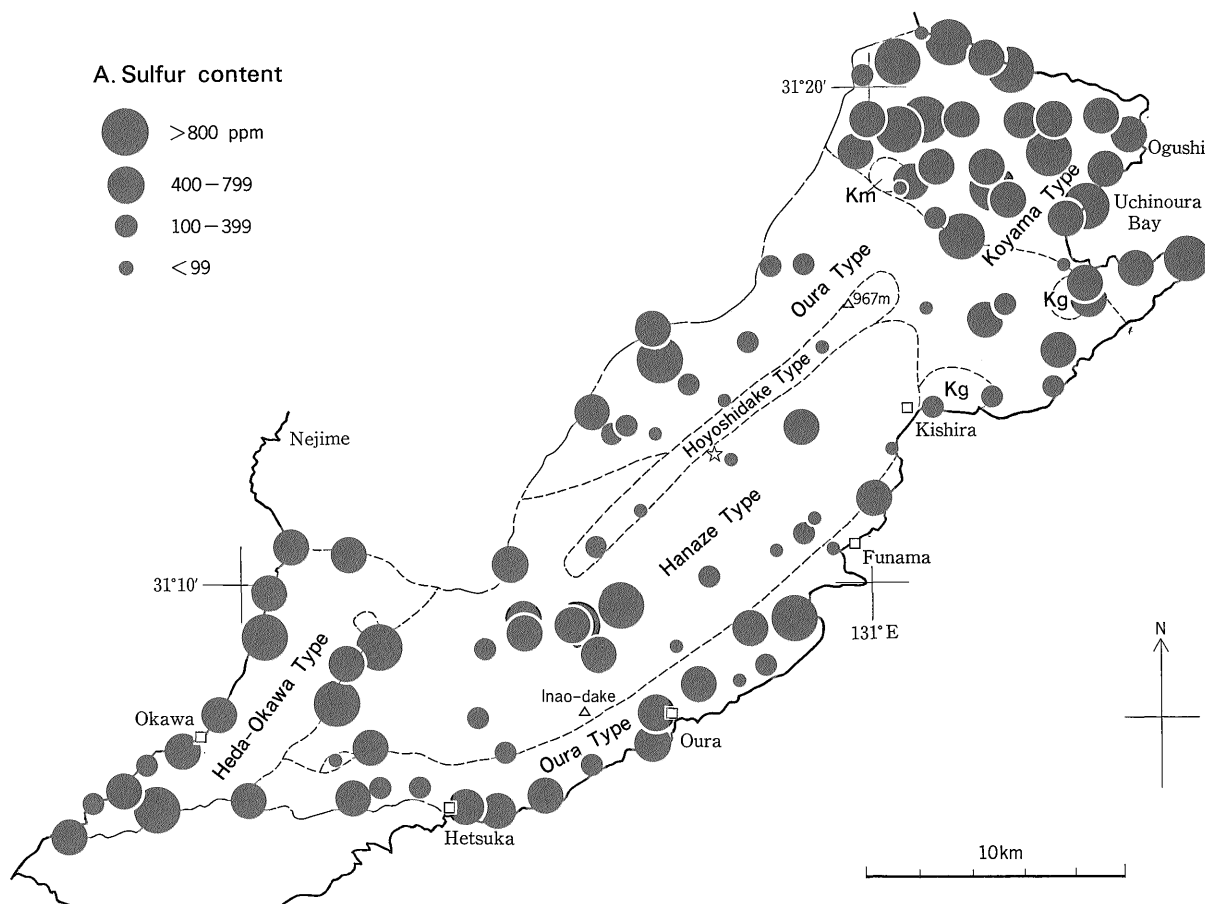 A. Sulfur content
>800 ppm
400–799
100–399
<99
31°20′
Ogushi
Km
Koyama Type
Uchinoura
Bay
Oura Type
967m
Kg
Hoyoshidake Type
Kg
Kishira
Nejime
Hanaze Type
Funama
31°10′
131°E
N
Heda-Okawa Type
Inao-dake
Okawa
Oura Type
Oura
Hetsuka
10km